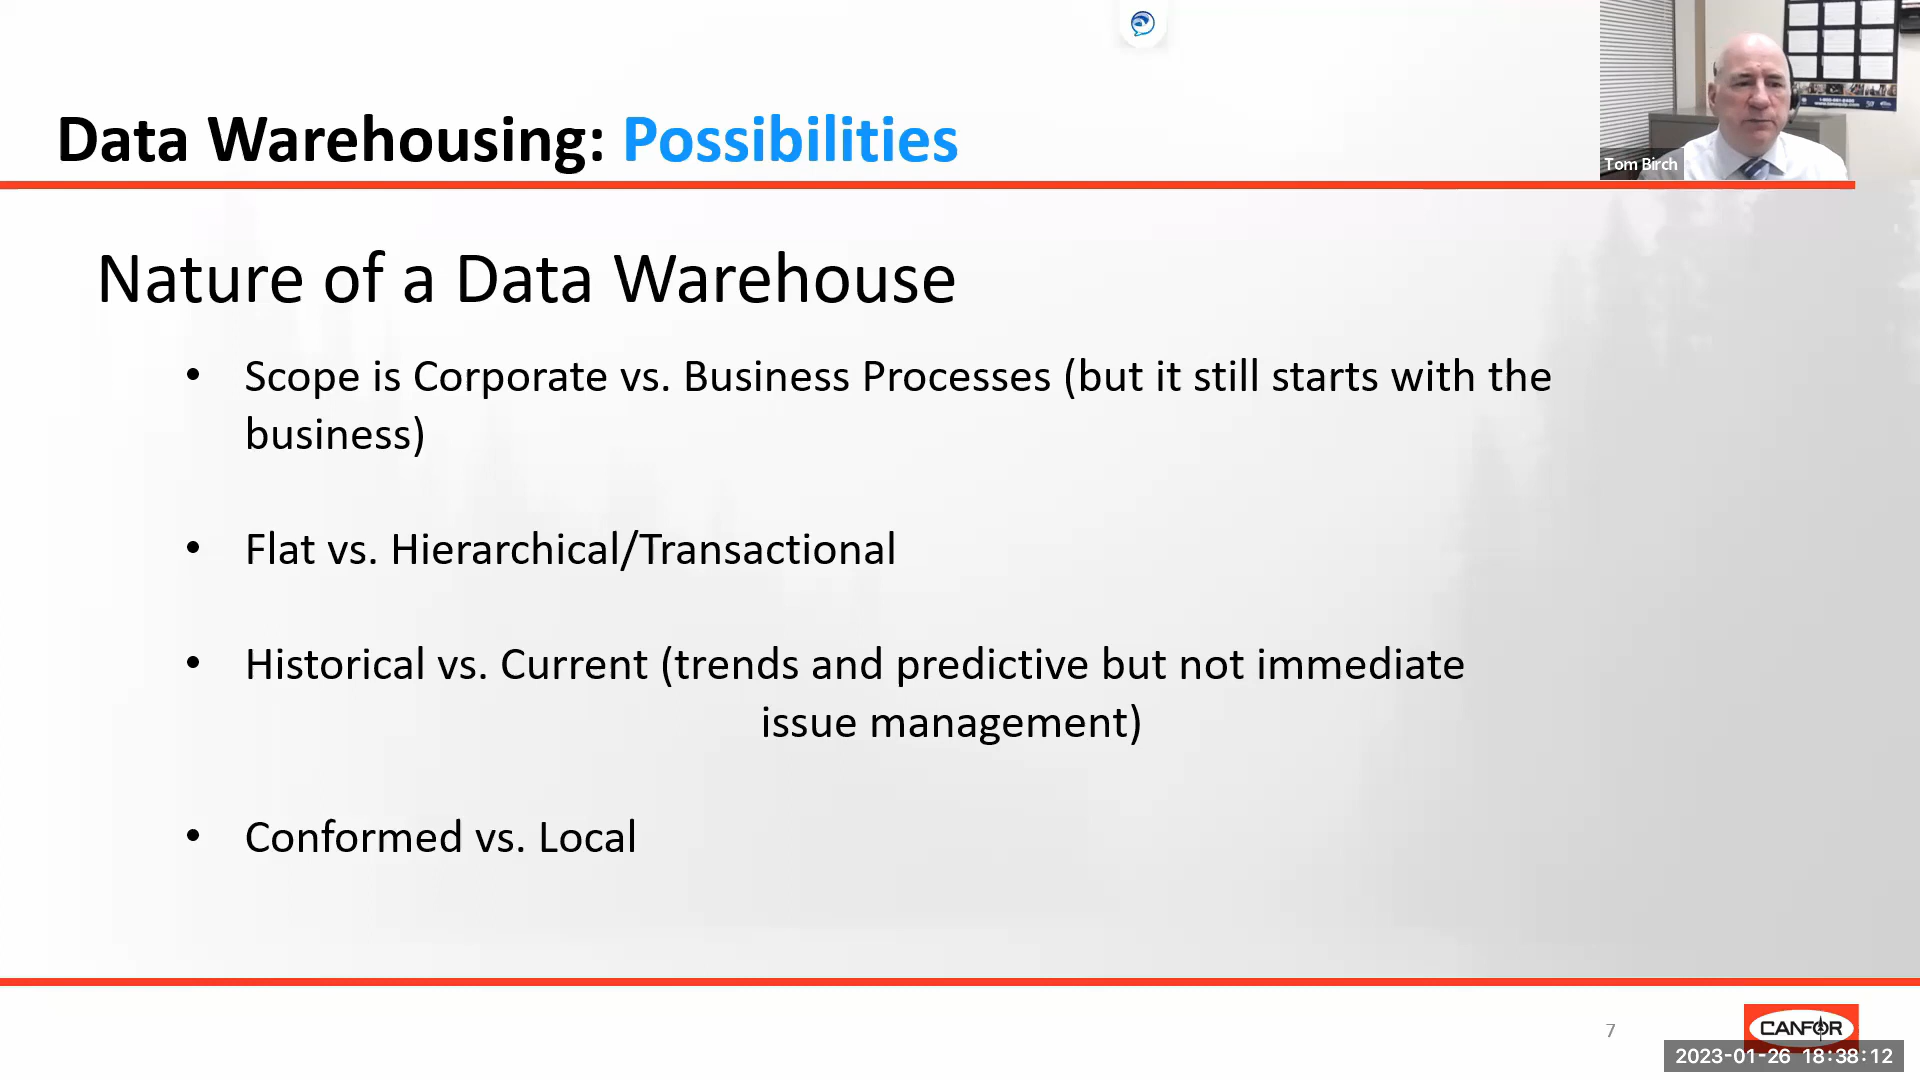 Data Warehousing: Possibilities
Tom Birch
Nature of a Data Warehouse
• Scope is Corporate vs. Business Processes (but it still starts with the
business)
• Flat vs. Hierarchical/Transactional
• Historical vs. Current (trends and predictive but not immediate
issue management)
• Conformed vs. Local
7
CANFOR
2023-01-26 18:38:12